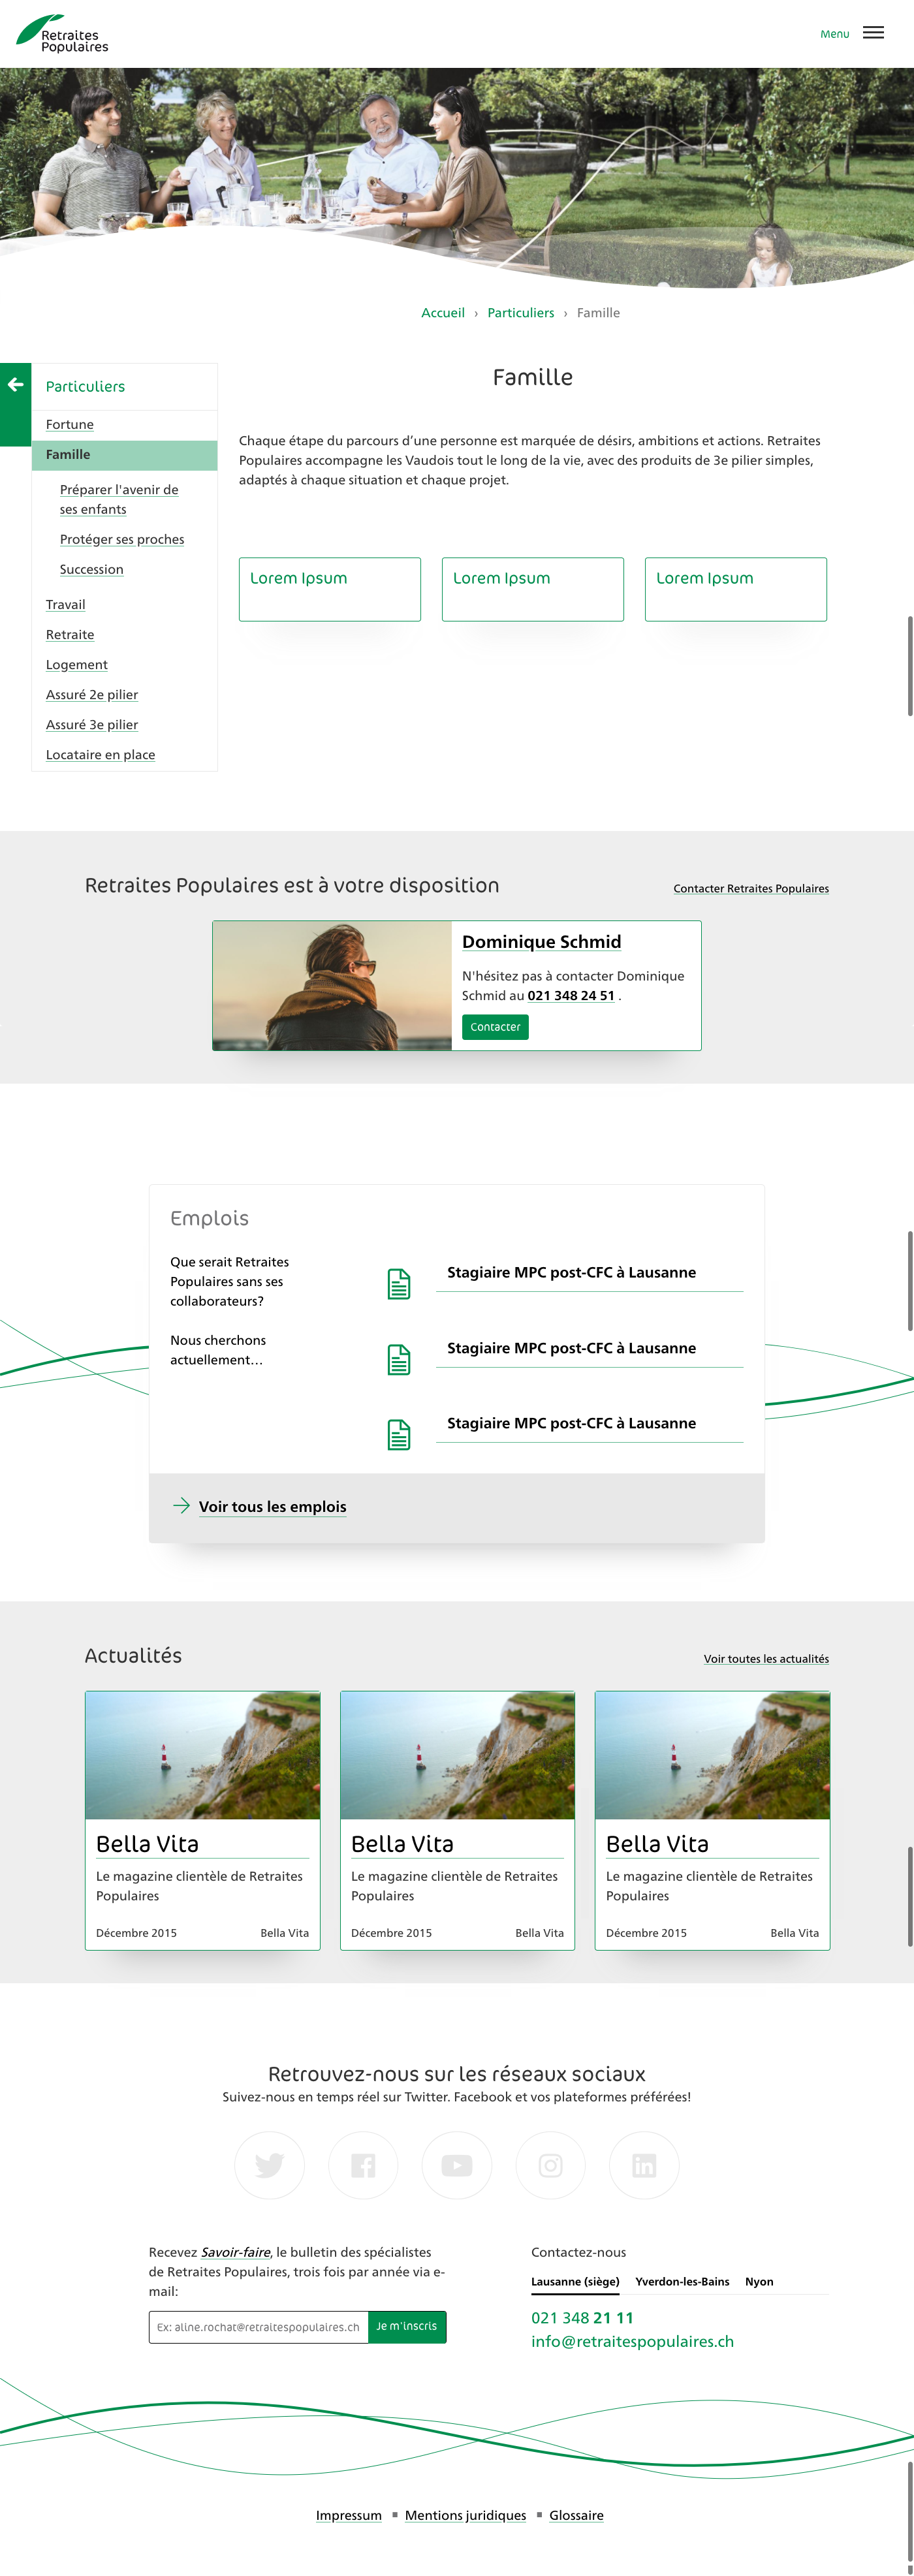 Retraites
Populaires
Menu
Accueil › Particuliers › Famille
Particuliers
Fortune
Famille
Préparer l'avenir de
ses enfants
Protéger ses proches
Succession
Travail
Retraite
Logement
Assuré 2e pilier
Assuré 3e pilier
Locataire en place
Famille
Chaque étape du parcours d’une personne est marquée de désirs, ambitions et actions. Retraites
Populaires accompagne les Vaudois tout le long de la vie, avec des produits de 3e pilier simples,
adaptés à chaque situation et chaque projet.
Lorem Ipsum
Lorem Ipsum
Lorem Ipsum
Retraites Populaires est à votre disposition
Contacter Retraites Populaires
Dominique Schmid
N'hésitez pas à contacter Dominique
Schmid au 021 348 24 51 .
Contacter
Emplois
Que serait Retraites
Populaires sans ses
collaborateurs?
Nous cherchons
actuellement…
Stagiaire MPC post-CFC à Lausanne
Stagiaire MPC post-CFC à Lausanne
Stagiaire MPC post-CFC à Lausanne
Voir tous les emplois
Actualités
Voir toutes les actualités
Bella Vita
Le magazine clientèle de Retraites
Populaires
Décembre 2015 Bella Vita
Bella Vita
Le magazine clientèle de Retraites
Populaires
Décembre 2015 Bella Vita
Bella Vita
Le magazine clientèle de Retraites
Populaires
Décembre 2015 Bella Vita
Retrouvez-nous sur les réseaux sociaux
Suivez-nous en temps réel sur Twitter. Facebook et vos plateformes préférées!
Recevez Savoir-faire, le bulletin des spécialistes
de Retraites Populaires, trois fois par année via e-
mail:
Ex: aline.rochat@retraitespopulaires.ch
Je m'inscris
Contactez-nous
Lausanne (siège) Yverdon-les-Bains Nyon
021 348 21 11
info@retraitespopulaires.ch
Impressum ■ Mentions juridiques ■ Glossaire